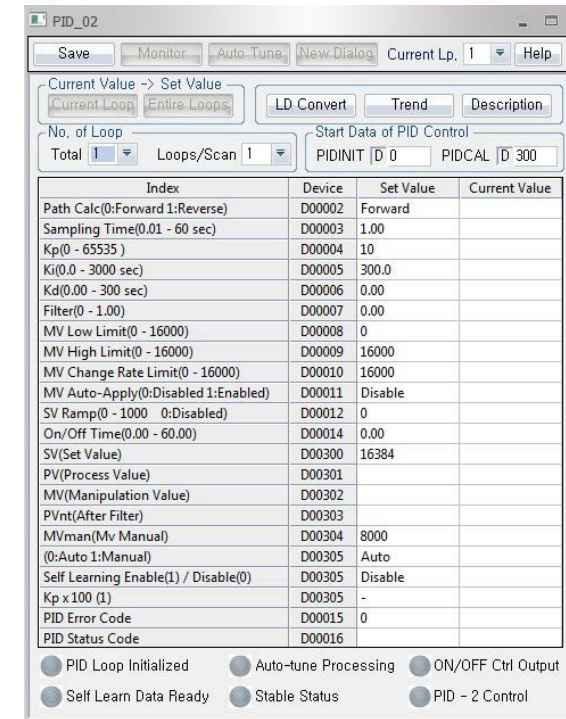 PID_02
Save Monitor Auto Tune New Dialog Current Lp. 1 Help
Current Value -> Set Value
Current Loop Entire Loops LD Convert Trend Description
No. of Loop Start Data of PID Control
Total 1 Loops/Scan 1 PIDINIT D 0 PIDCAL D 300
Index Device Set Value Current Value
Path Calc(0:Forward 1:Reverse) D00002 Forward
Sampling Time(0.01 - 60 sec) D00003 1.00
Kp(0 - 65535 ) D00004 10
Ki(0.0 - 3000 sec) D00005 300.0
Kd(0.00 - 300 sec) D00006 0.00
Filter(0 - 1.00) D00007 0.00
MV Low Limit(0 - 16000) D00008 0
MV High Limit(0 - 16000) D00009 16000
MV Change Rate Limit(0 - 16000) D00010 16000
MV Auto-Apply(0:Disabled 1:Enabled) D00011 Disable
SV Ramp(0 - 1000 0:Disabled) D00012 0
On/Off Time(0.00 - 60.00) D00014 0.00
SV(Set Value) D00300 16384
PV(Process Value) D00301
MV(Manipulation Value) D00302
PVnt(After Filter) D00303
MVman(Mv Manual) D00304 8000
(0:Auto 1:Manual) D00305 Auto
Self Learning Enable(1) / Disable(0) D00305 Disable
Kp x 100 (1) D00305 -
PID Error Code D00015 0
PID Status Code D00016
PID Loop Initialized Auto-tune Processing ON/OFF Ctrl Output
Self Learn Data Ready Stable Status PID - 2 Control